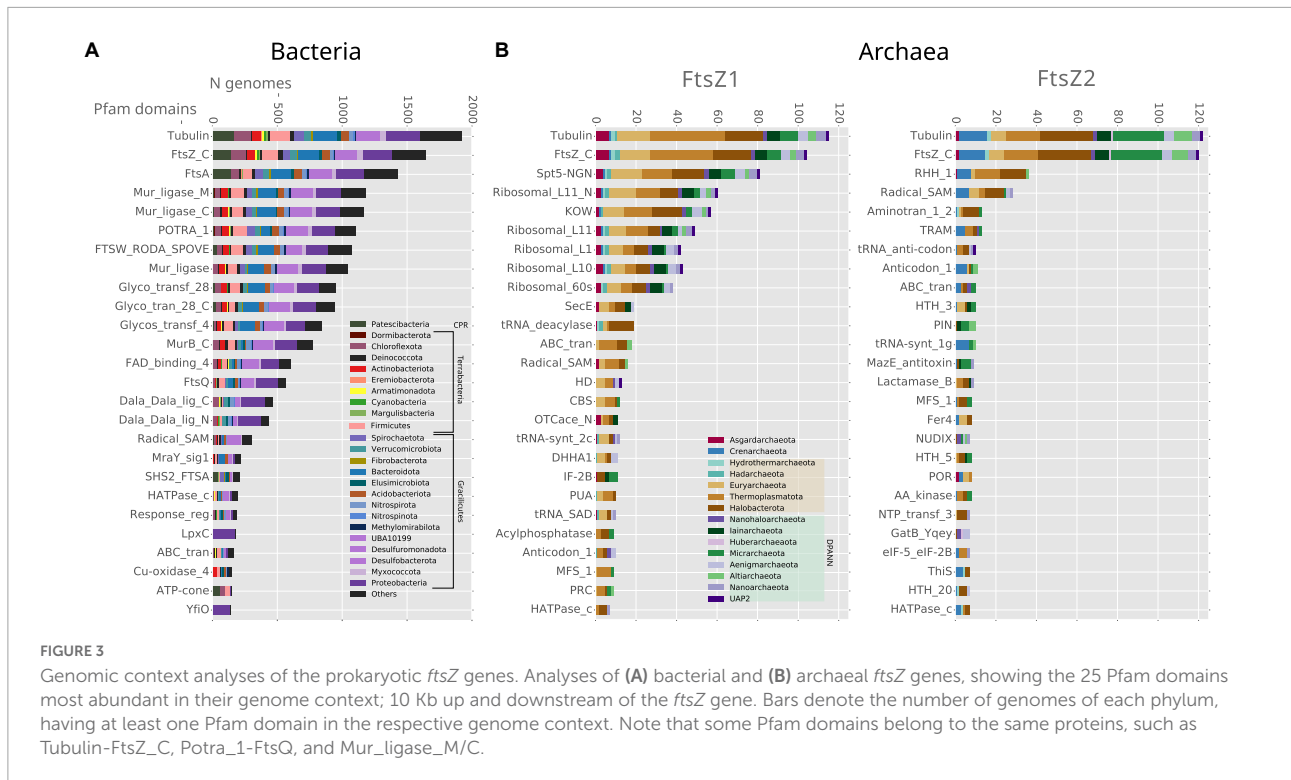 A
Bacteria
N genomes
Pfam domains
0
500
1000
1500
2000
Tubulin
FtsZ_C
FtsA
Mur_ligase_M
Mur_ligase_C
POTRA_1
FTSW_RODA_SPOVE
Mur_ligase
Glyco_transf_28
Glyco_tran_28_C
Glycos_transf_4
MurB_C
FAD_binding_4
FtsQ
Dala_Dala_lig_C
Dala_Dala_lig_N
Radical_SAM
MraY_sig1
SHS2_FTSA
HATPase_c
Response_reg
LpxC
ABC_tran
Cu-oxidase_4
ATP-cone
YfiO
Patescibacteria
CPR
Dormibacterota
Chloroflexota
Deinococcota
Actinobacteriota
Eremiobacterota
Armatimonadota
Cyanobacteria
Margulisbacteria
Firmicutes
Terrabacteria
Spirochaetota
Verrucomicrobiota
Fibrobacterota
Bacteroidota
Elusimicrobiota
Acidobacteriota
Nitrospirota
Nitrospinota
Methylomirabilota
UBA10199
Desulfuromonadota
Desulfobacterota
Myxococcota
Proteobacteria
Gracilicutes
Others
B
Archaea
FtsZ1
0
20
40
60
80
100
120
Tubulin
FtsZ_C
Spt5-NGN
Ribosomal_L11_N
KOW
Ribosomal_L11
Ribosomal_L1
Ribosomal_L10
Ribosomal_60s
SecE
tRNA_deacylase
ABC_tran
Radical_SAM
HD
CBS
OTCace_N
tRNA-synt_2c
DHHA1
IF-2B
PUA
tRNA_SAD
Acylphosphatase
Anticodon_1
MFS_1
PRC
HATPase_c
Asgardarchaeota
Crenarchaeota
Hydrothermarchaeota
Hadarchaeota
Euryarchaeota
Thermoplasmatota
Halobacterota
Nanohaloarchaeota
Iainarchaeota
Huberarchaeaota
Micrarchaeota
Aenigmarchaeota
Altiarchaeota
Nanoarchaeota
UAP2
DPANN
FtsZ2
0
20
40
60
80
100
120
Tubulin
FtsZ_C
RHH_1
Radical_SAM
Aminotran_1_2
TRAM
tRNA_anti-codon
Anticodon_1
ABC_tran
HTH_3
PIN
tRNA-synt_1g
MazE_antitoxin
Lactamase_B
MFS_1
Fer4
NUDIX
HTH_5
POR
AA_kinase
NTP_transf_3
GatB_Yqey
eIF-5_eIF-2B
ThiS
HTH_20
HATPase_c
FIGURE 3
Genomic context analyses of the prokaryotic ftsZ genes. Analyses of (A) bacterial and (B) archaeal ftsZ genes, showing the 25 Pfam domains
most abundant in their genome context; 10 Kb up and downstream of the ftsZ gene. Bars denote the number of genomes of each phylum,
having at least one Pfam domain in the respective genome context. Note that some Pfam domains belong to the same proteins, such as
Tubulin-FtsZ_C, Potra_1-FtsQ, and Mur_ligase_M/C.